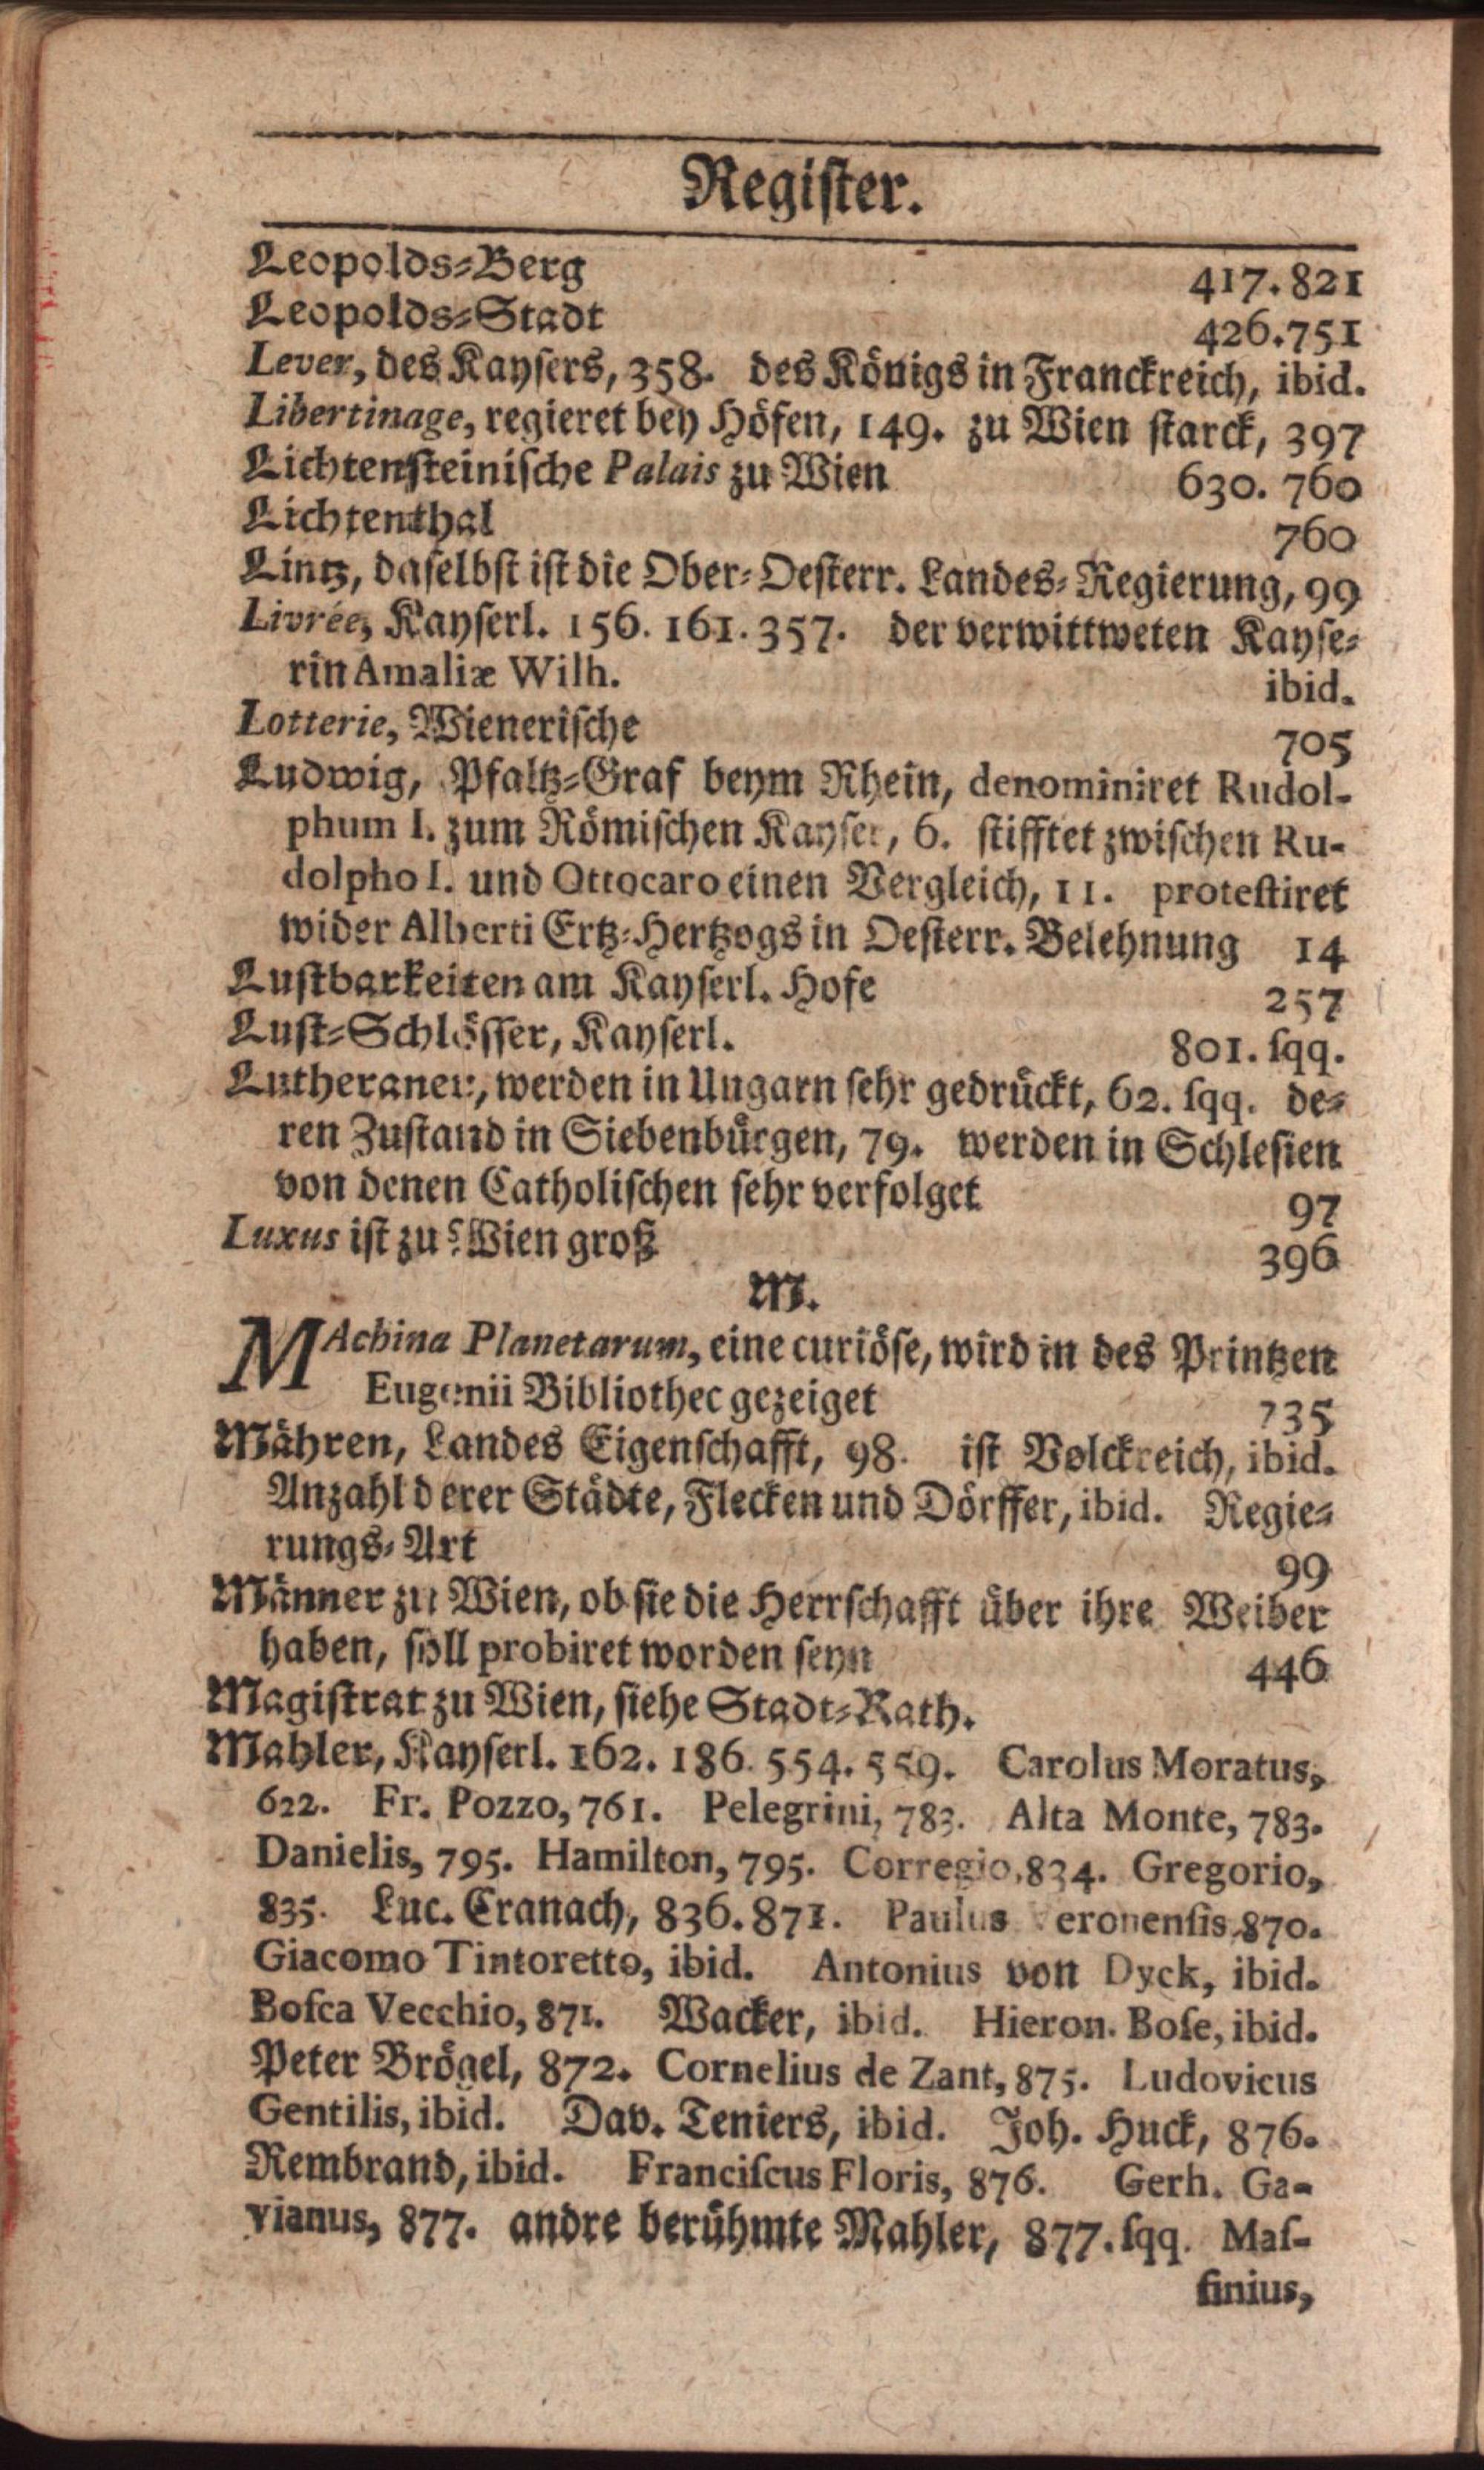 Regiſter.
Leopolds-Berg 417. 821
Leopolds-Stadt 426. 751
Lever, des Kayſers, 358. des Königs in Franckreich, ibid.
Libertinage, regieret bey Höfen, 149. zu Wien ſtarck, 397
Lichtenſteiniſche Palais zu Wien 630. 760
Lichtenthal 760
Lintz, daſelbſt iſt die Ober-Oeſterr. Landes-Regierung, 99
Livrée, Kayſerl. 156. 161. 357. der verwittweten Kayſe-
rin Amaliæ Wilh. ibid.
Lotterie, Wieneriſche 705
Ludwig, Pfaltz-Graf beym Rhein, denominiret Rudol-
phum I. zum Römiſchen Kayſer, 6. ſtifftet zwiſchen Ru-
dolpho I. und Ottocaro einen Vergleich, 11. proteſtiret
wider Alberti Ertz-Hertzogs in Oeſterr. Belehnung 14
Luſtbarkeiten am Kayſerl. Hofe 257
Luſt-Schlöſſer, Kayſerl. 801. ſqq.
Lutheraner, werden in Ungarn ſehr gedrückt, 62. ſqq. de-
ren Zuſtand in Siebenbürgen, 79. werden in Schleſien
von denen Catholiſchen ſehr verfolget 97
Luxus iſt zu Wien groß 396
M.
MAchina Planetarum, eine curiöſe, wird in des Printzen
Eugenii Bibliothec gezeiget 735
Mähren, Landes Eigenſchafft, 98. iſt Volckreich, ibid.
Anzahl derer Städte, Flecken und Dörffer, ibid. Regie-
rungs-Art 99
Männer zu Wien, ob ſie die Herrſchafft über ihre Weiber
haben, ſoll probiret worden ſeyn 446
Magiſtrat zu Wien, ſiehe Stadt-Rath.
Mahler, Kayſerl. 162. 186. 554. 559. Carolus Moratus,
622. Fr. Pozzo, 761. Pelegrini, 783. Alta Monte, 783.
Danielis, 795. Hamilton, 795. Corregio, 834. Gregorio,
835. Luc. Cranach, 836. 871. Paulus Veronenſis, 870.
Giacomo Tintoretto, ibid. Antonius von Dyck, ibid.
Boſca Vecchio, 871. Wacker, ibid. Hieron. Boſe, ibid.
Peter Brögel, 872. Cornelius de Zant, 875. Ludovicus
Gentilis, ibid. Dav. Teniers, ibid. Joh. Huck, 876.
Rembrand, ibid. Franciſcus Floris, 876. Gerh. Ga-
vianus, 877. andre berühmte Mahler, 877. ſqq. Maſ-
ſinius,